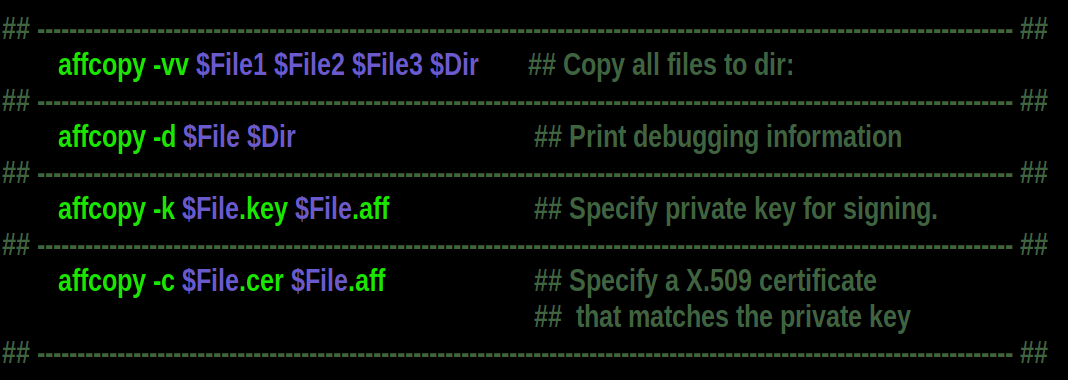 ## -------------------------------------------------------------------------------------------------------------------------- ##
affcopy -vv $File1 $File2 $File3 $Dir ## Copy all files to dir:
## -------------------------------------------------------------------------------------------------------------------------- ##
affcopy -d $File $Dir ## Print debugging information
## -------------------------------------------------------------------------------------------------------------------------- ##
affcopy -k $File.key $File.aff ## Specify private key for signing.
## -------------------------------------------------------------------------------------------------------------------------- ##
affcopy -c $File.cer $File.aff ## Specify a X.509 certificate
## that matches the private key
## -------------------------------------------------------------------------------------------------------------------------- ##